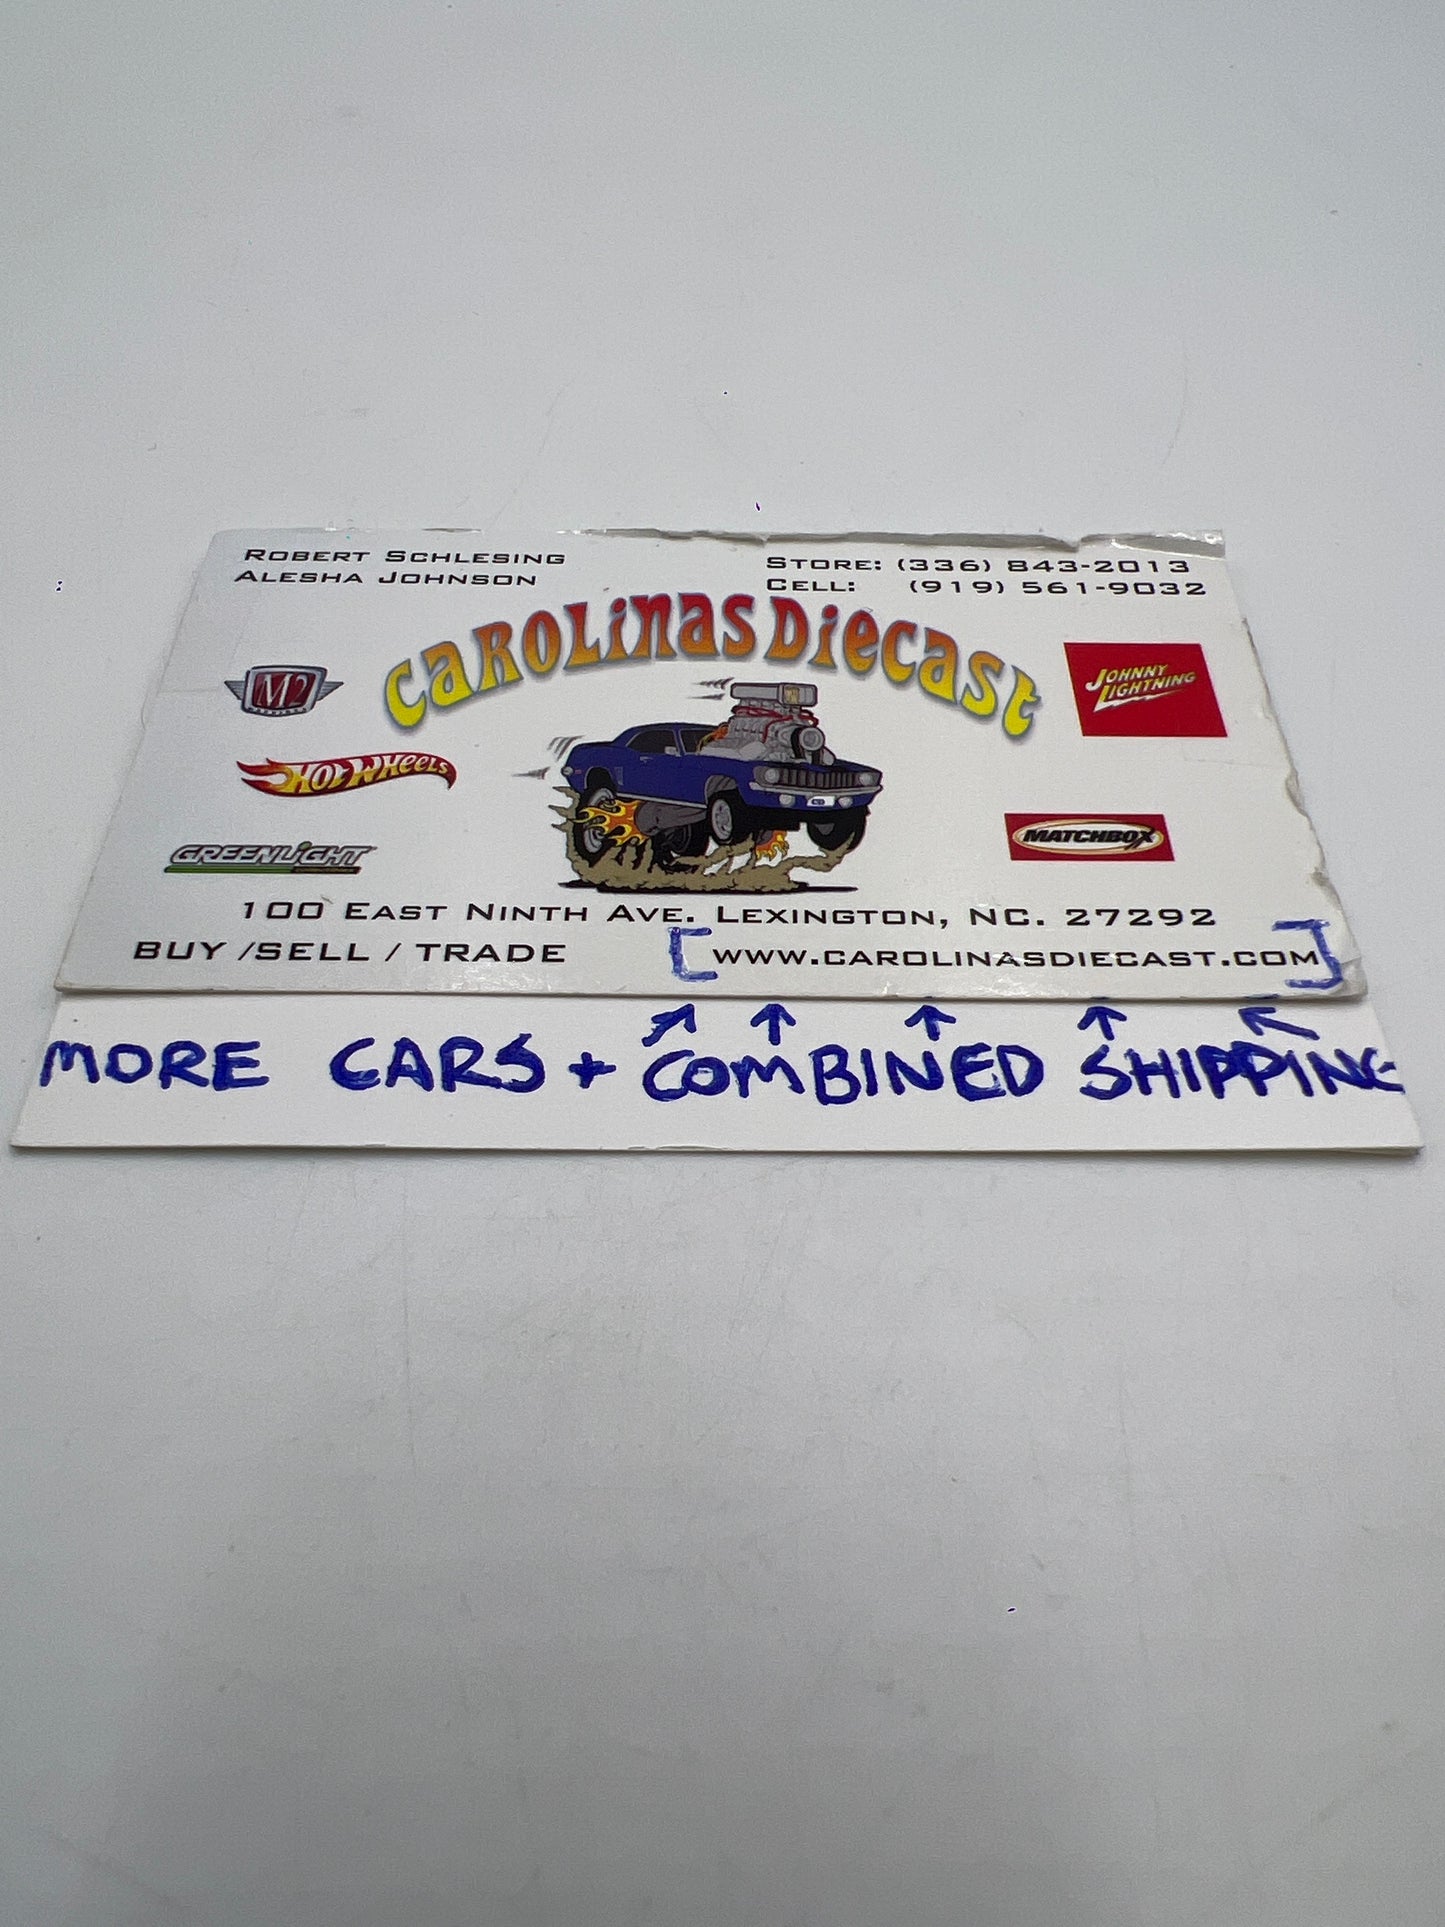 ROBERT SCHLESING
ALESHA JOHNSON
STORE: (336) 843-2013
CELL: (919) 561-9032
CAROLINAS DIECAST
M2
JOHNNY LIGHTNING
HOT WHEELS
GREENLIGHT
MATCHBOX
100 EAST NINTH AVE. LEXINGTON, NC. 27292
BUY /SELL / TRADE
[WWW.CAROLINASDIECAST.COM]
MORE CARS + COMBINED SHIPPING